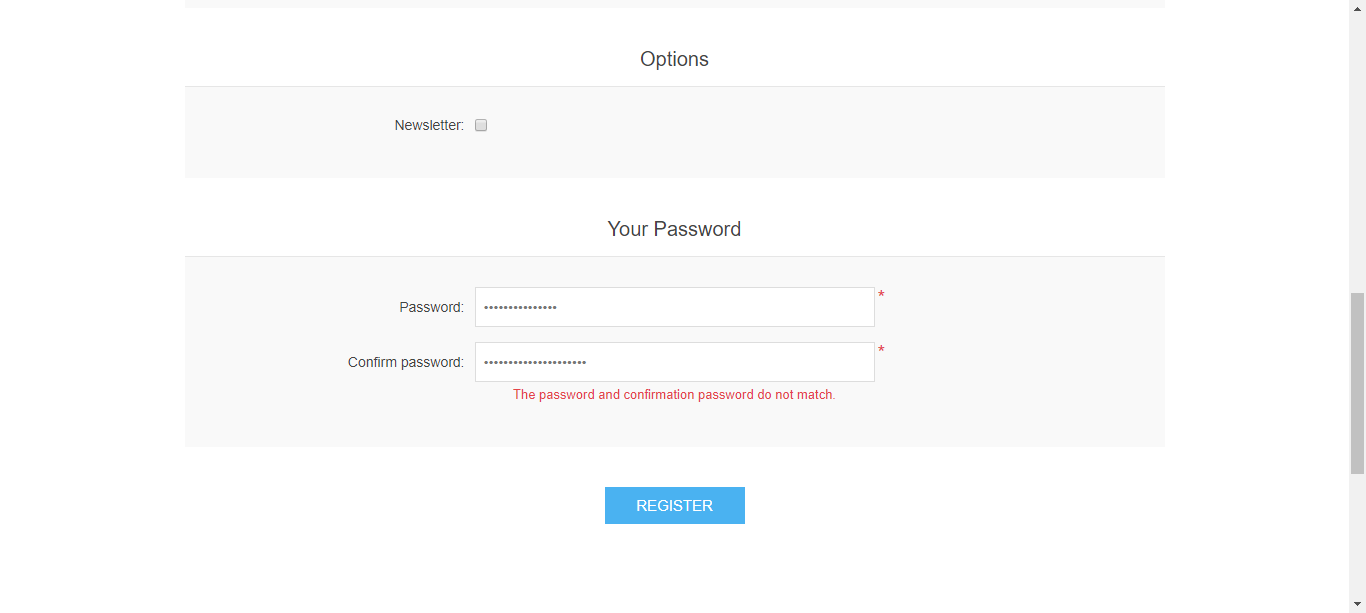 Options
Newsletter:
Your Password
Password: ••••••••••••••• *
Confirm password: ••••••••••••••••••••• *
The password and confirmation password do not match.
REGISTER